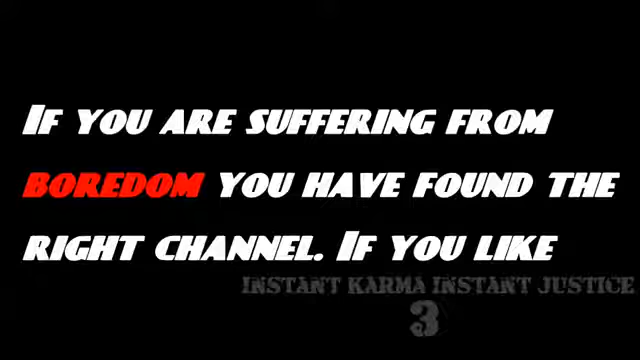 If you are suffering from
boredom you have found the
right channel. If you like
INSTANT KARMA INSTANT JUSTICE
3